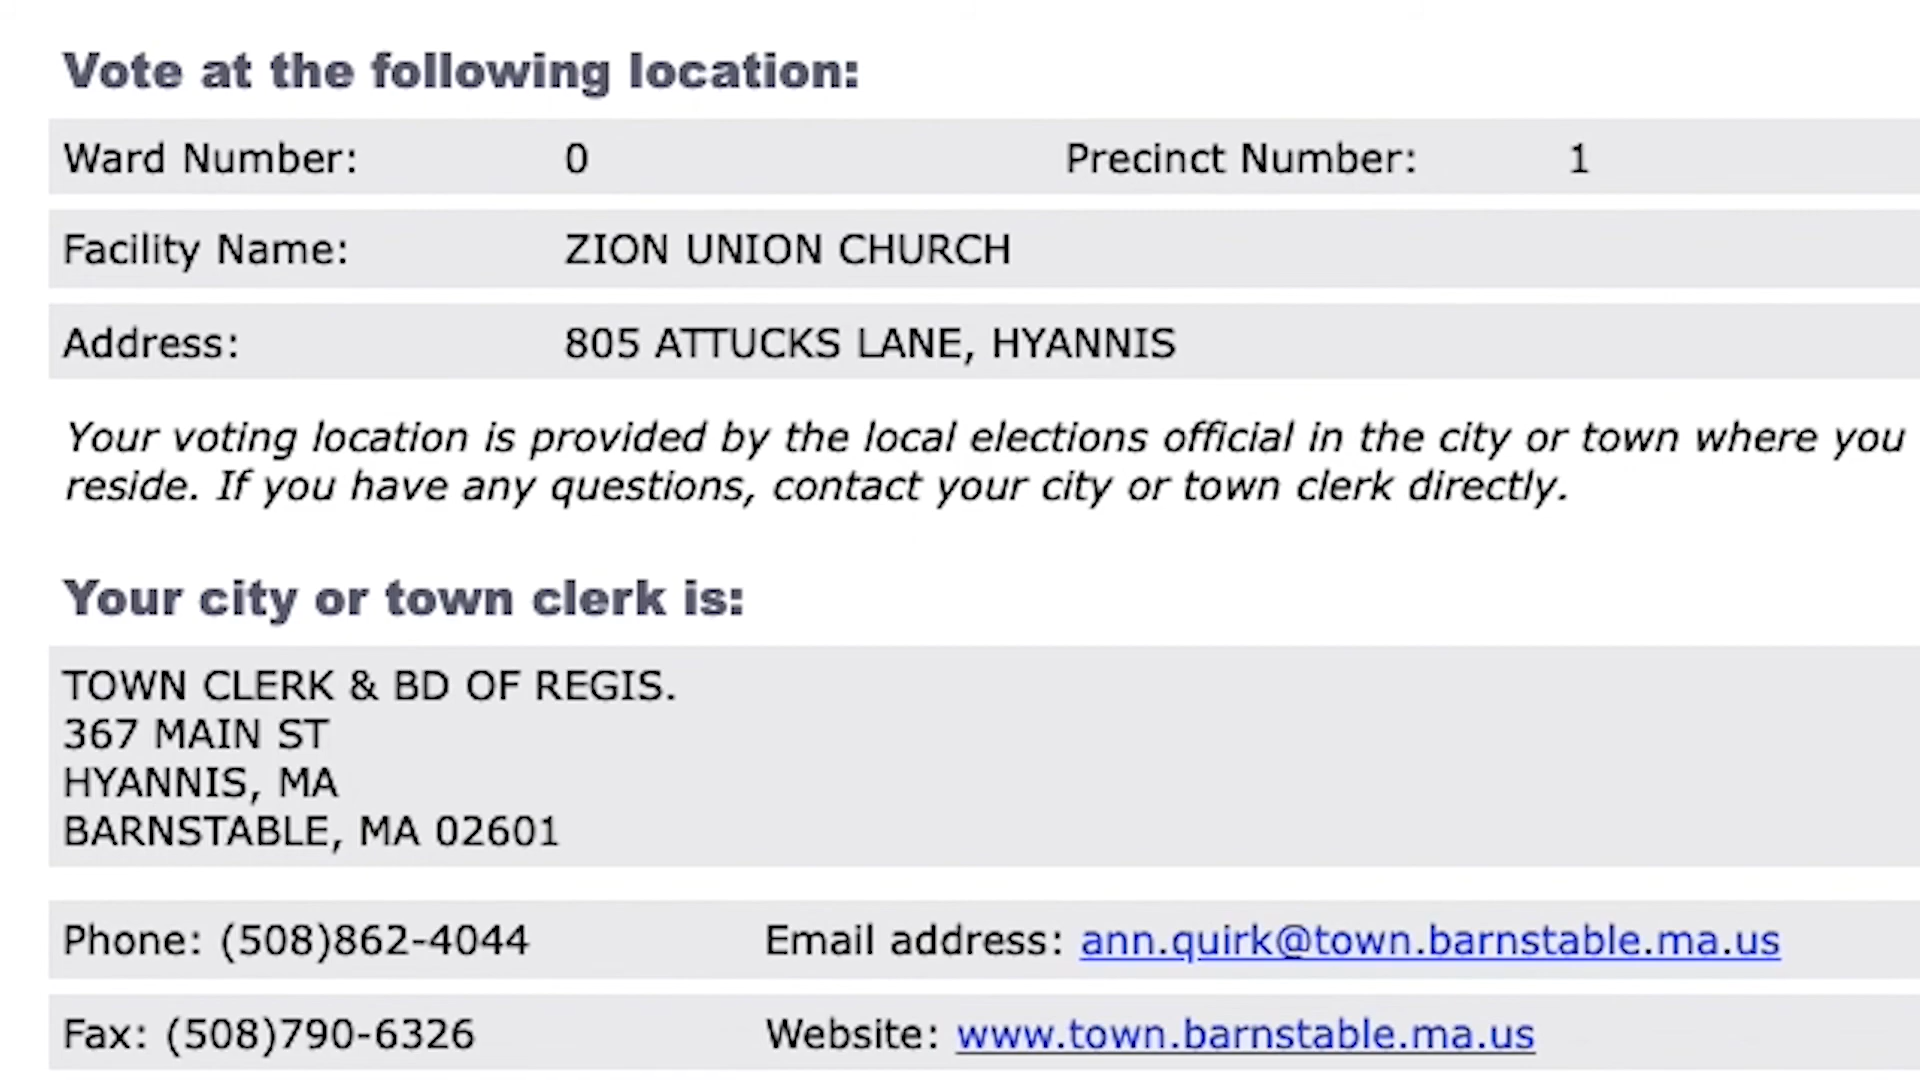 Vote at the following location:
Ward Number: 0 Precinct Number: 1
Facility Name: ZION UNION CHURCH
Address: 805 ATTUCKS LANE, HYANNIS
Your voting location is provided by the local elections official in the city or town where you
reside. If you have any questions, contact your city or town clerk directly.
Your city or town clerk is:
TOWN CLERK & BD OF REGIS.
367 MAIN ST
HYANNIS, MA
BARNSTABLE, MA 02601
Phone: (508)862-4044 Email address: ann.quirk@town.barnstable.ma.us
Fax: (508)790-6326 Website: www.town.barnstable.ma.us